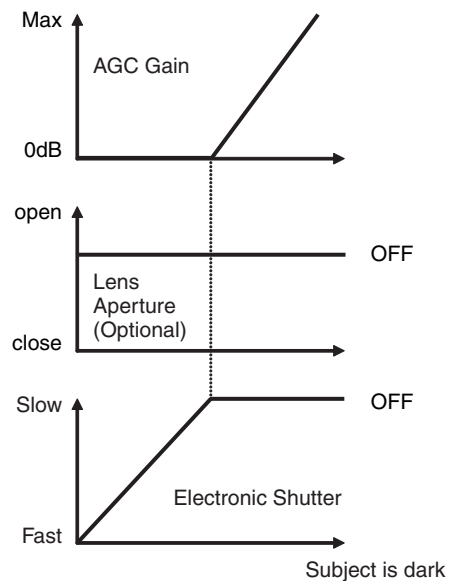 Max
AGC Gain
0dB
open
OFF
Lens
Aperture
(Optional)
close
Slow
OFF
Electronic Shutter
Fast
Subject is dark